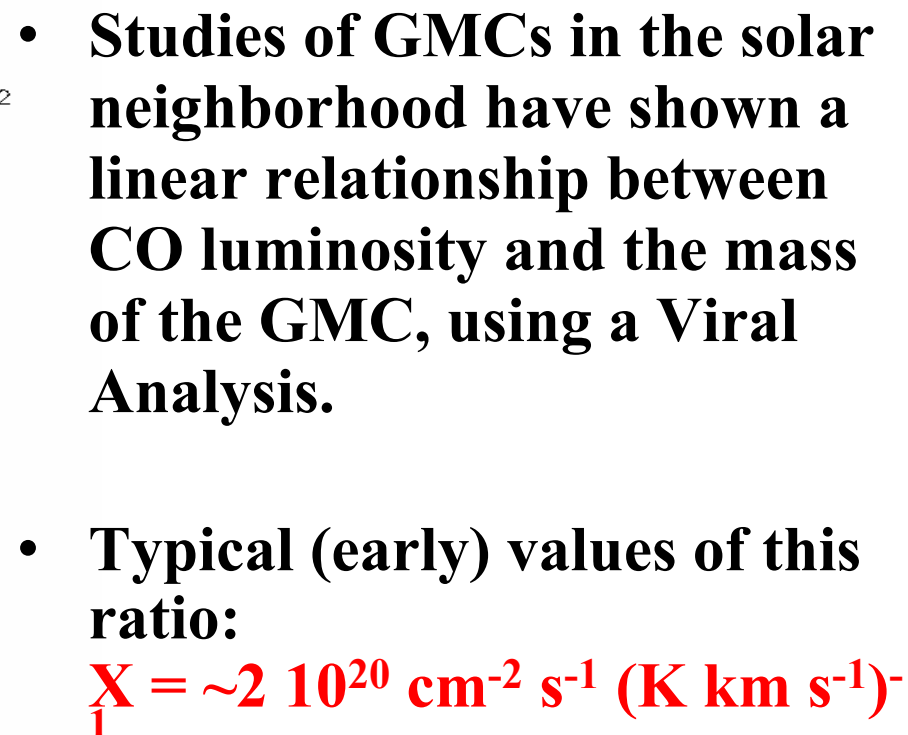 • Studies of GMCs in the solar
2
neighborhood have shown a
linear relationship between
CO luminosity and the mass
of the GMC, using a Viral
Analysis.
• Typical (early) values of this
ratio:
X = ~2 10²⁰ cm⁻² s⁻¹ (K km s⁻¹)⁻
1